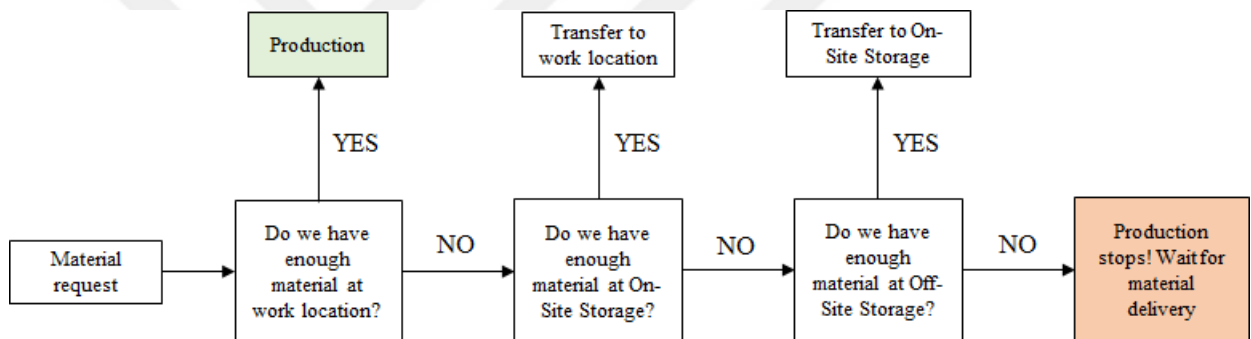 Production
Transfer to
work location
Transfer to On-
Site Storage
YES
YES
YES
Material
request
Do we have
enough
material at
work location?
NO
Do we have
enough
material at On-
Site Storage?
NO
Do we have
enough
material at Off-
Site Storage?
NO
Production
stops! Wait for
material
delivery